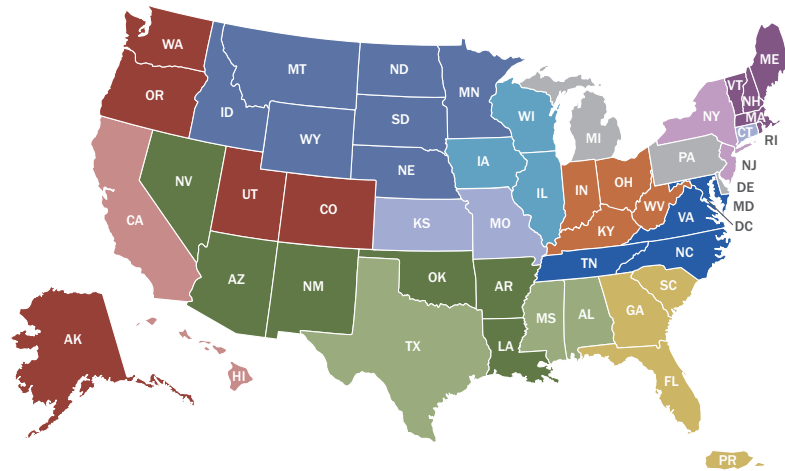 WA
MT
ND
MN
ME
VT
NH
OR
ID
SD
WI
NY
MA
CT
RI
MI
WY
IA
PA
NJ
NE
NV
UT
CO
IL
IN
OH
DE
MD
DC
WV
VA
CA
KS
MO
KY
NC
TN
AZ
NM
OK
AR
SC
MS
AL
GA
TX
LA
AK
HI
FL
PR